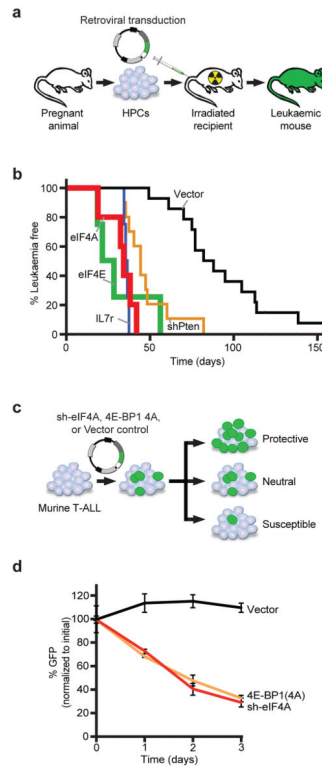 a
Retroviral transduction
Pregnant
animal
HPCs
Irradiated
recipient
Leukaemic
mouse
b
% Leukaemia free
100
80
60
40
20
0
0
50
100
150
Time (days)
Vector
eIF4A
eIF4E
IL7r
shPten
c
sh-eIF4A, 4E-BP1 4A,
or Vector control
Murine T-ALL
Protective
Neutral
Susceptible
d
% GFP
(normalized to initial)
120
100
80
60
40
20
0
0
1
2
3
Time (days)
Vector
4E-BP1(4A)
sh-eIF4A